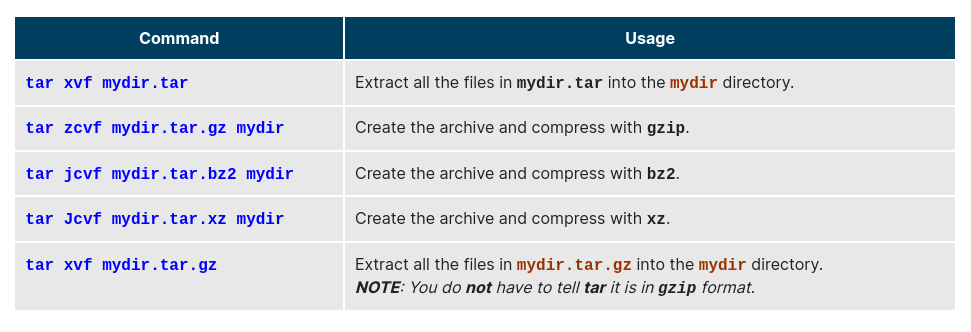 Command Usage
tar xvf mydir.tar Extract all the files in mydir.tar into the mydir directory.
tar zcvf mydir.tar.gz mydir Create the archive and compress with gzip.
tar jcvf mydir.tar.bz2 mydir Create the archive and compress with bz2.
tar Jcvf mydir.tar.xz mydir Create the archive and compress with xz.
tar xvf mydir.tar.gz Extract all the files in mydir.tar.gz into the mydir directory.
NOTE: You do not have to tell tar it is in gzip format.